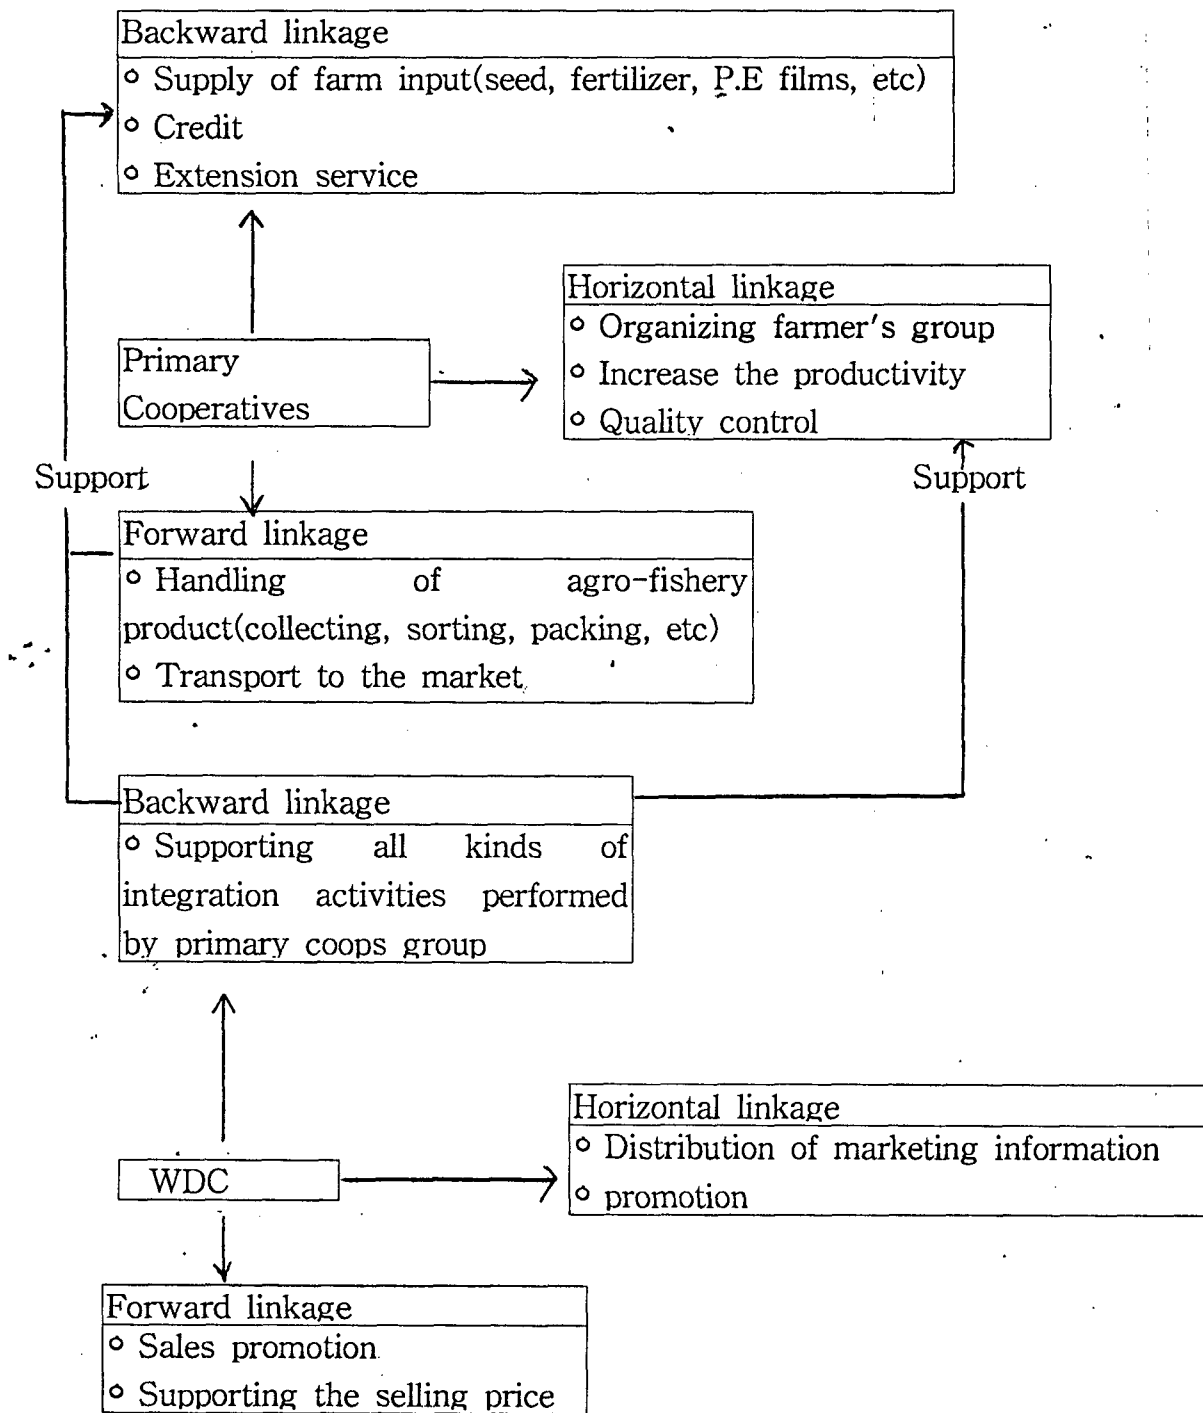 Backward linkage
° Supply of farm input(seed, fertilizer, P.E films, etc)
° Credit
° Extension service
Horizontal linkage
° Organizing farmer's group
° Increase the productivity
° Quality control
Primary
Cooperatives
Support
Support
Forward linkage
° Handling of agro-fishery
product(collecting, sorting, packing, etc)
° Transport to the market
Backward linkage
° Supporting all kinds of
integration activities performed
by primary coops group
Horizontal linkage
° Distribution of marketing information
° promotion
WDC
Forward linkage
° Sales promotion
° Supporting the selling price